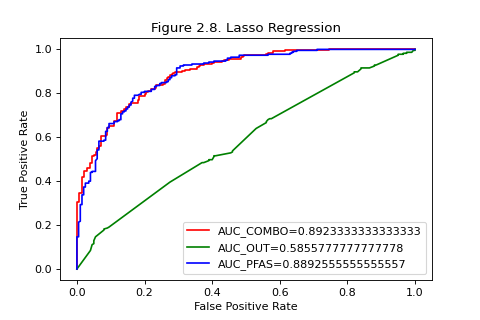 Figure 2.8. Lasso Regression
1.0
0.8
0.6
0.4
0.2
0.0
True Positive Rate
AUC_COMBO=0.8923333333333333
AUC_OUT=0.5855777777777778
AUC_PFAS=0.8892555555555557
0.0 0.2 0.4 0.6 0.8 1.0
False Positive Rate